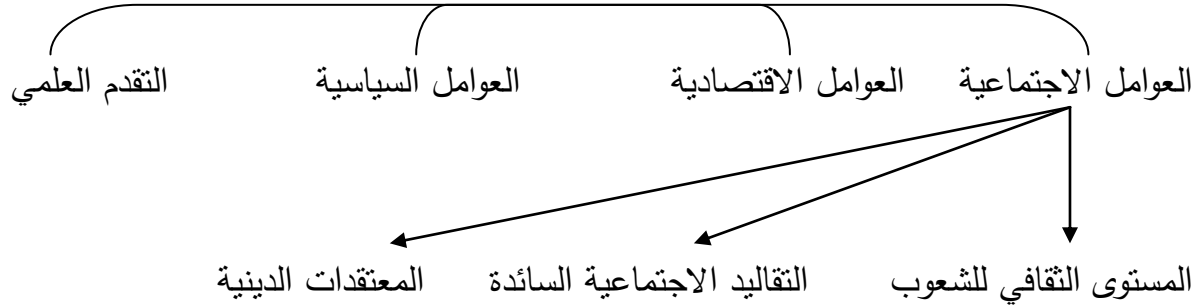 العوامل الاجتماعية العوامل الاقتصادية العوامل السياسية التقدم العلمي
المستوى الثقافي للشعوب التقاليد الاجتماعية السائدة المعتقدات الدينية